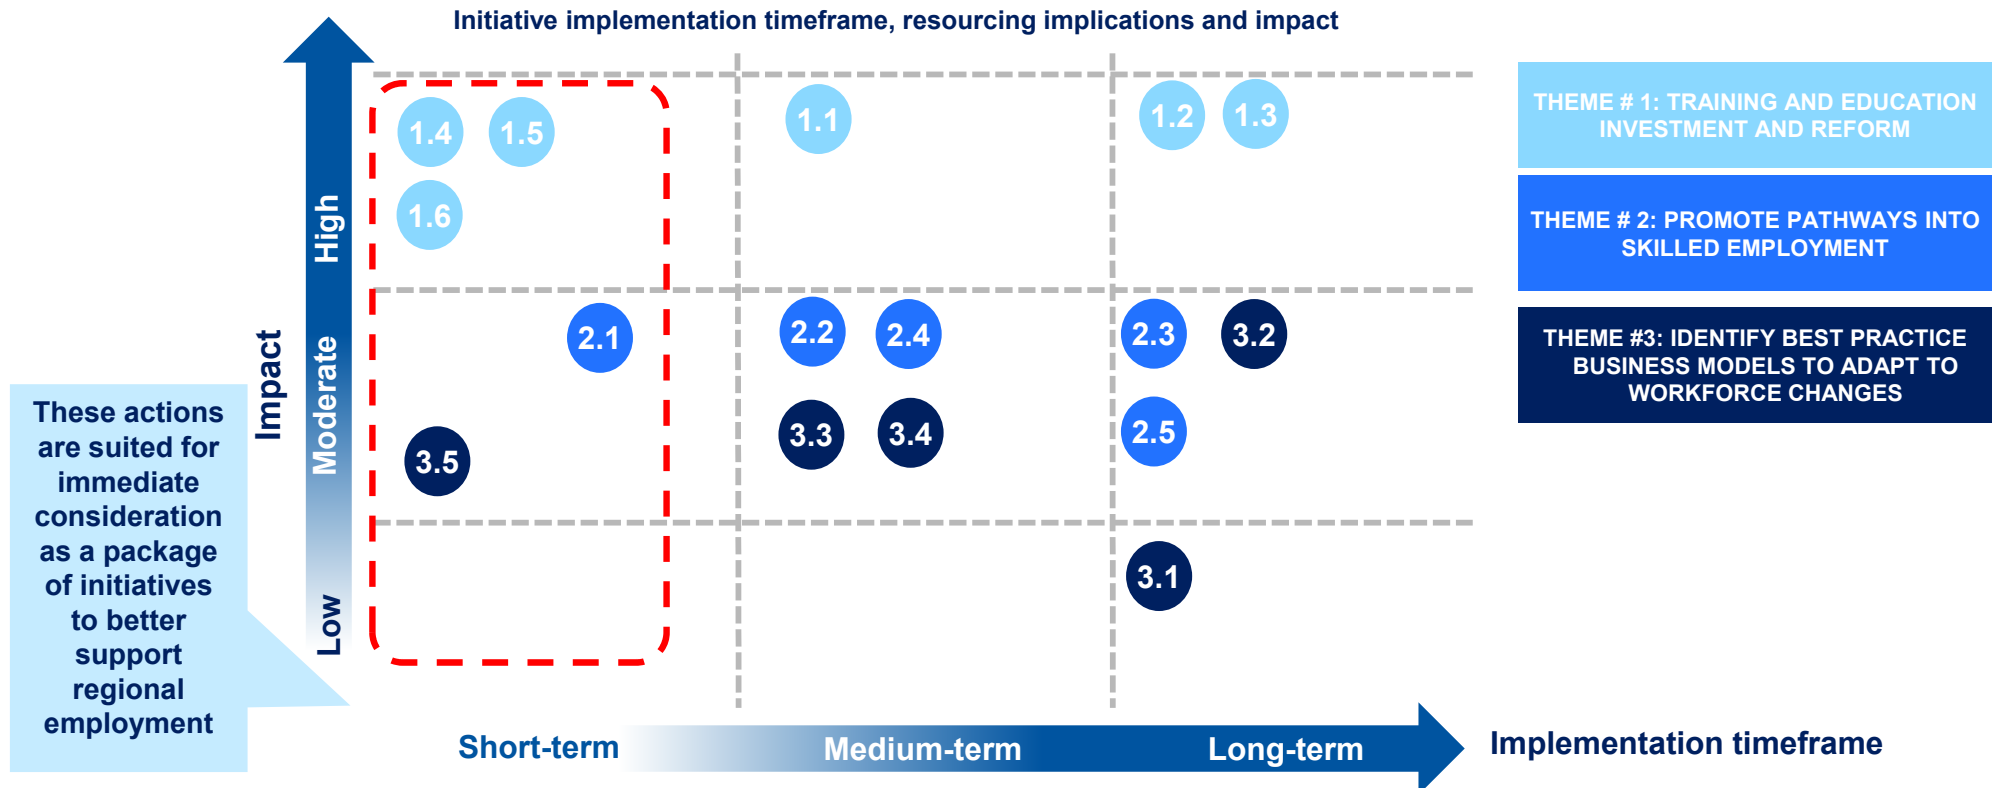 Initiative implementation timeframe, resourcing implications and impact
1.4
1.5
1.1
1.2
1.3
1.6
2.1
2.2
2.4
2.3
3.2
3.5
3.3
3.4
2.5
3.1
High
Moderate
Low
Impact
These actions
are suited for
immediate
consideration
as a package
of initiatives
to better
support
regional
employment
Short-term
Medium-term
Long-term
Implementation timeframe
THEME # 1: TRAINING AND EDUCATION
INVESTMENT AND REFORM
THEME # 2: PROMOTE PATHWAYS INTO
SKILLED EMPLOYMENT
THEME #3: IDENTIFY BEST PRACTICE
BUSINESS MODELS TO ADAPT TO
WORKFORCE CHANGES